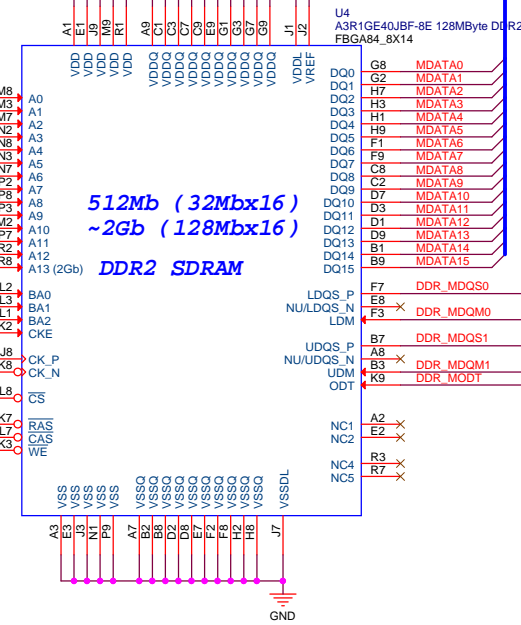 U4
A3R1GE40JBF-8E 128MByte DDR2
FBGA84_8X14
A1 E1 J9 M9 R1 A9 C1 C3 C7 C9 E9 G1 G3 G7 G9 J1 J2
VDD VDD VDD VDD VDD VDDQ VDDQ VDDQ VDDQ VDDQ VDDQ VDDQ VDDQ VDDQ VDDQ VDDL VREF
M8 A0 DQ0 G8 MDATA0
M3 A1 DQ1 G2 MDATA1
M7 A2 DQ2 H7 MDATA2
N2 A3 DQ3 H3 MDATA3
N8 A4 DQ4 H1 MDATA4
N3 A5 DQ5 H9 MDATA5
N7 A6 DQ6 F1 MDATA6
P2 A7 DQ7 F9 MDATA7
P8 A8 DQ8 C8 MDATA8
P3 A9 DQ9 C2 MDATA9
M2 A10 DQ10 D7 MDATA10
P7 A11 DQ11 D3 MDATA11
R2 A12 DQ12 D1 MDATA12
R8 A13 (2Gb) DQ13 D9 MDATA13
DQ14 B1 MDATA14
DQ15 B9 MDATA15
512Mb (32Mbx16)
~2Gb (128Mbx16)
DDR2 SDRAM
L2 BA0 LDQS_P F7 DDR_MDQS0
L3 BA1 NU/LDQS_N E8
L1 BA2 LDM F3 DDR_MDQM0
K2 CKE
UDQS_P B7 DDR_MDQS1
J8 CK_P NU/UDQS_N A8
K8 CK_N UDM B3 DDR_MDQM1
ODT K9 DDR_MODT
L8 CS
K7 RAS NC1 A2
L7 CAS NC2 E2
K3 WE
NC4 R3
NC5 R7
VSS VSS VSS VSS VSS VSSQ VSSQ VSSQ VSSQ VSSQ VSSQ VSSQ VSSQ VSSQ VSSQ VSSDL
A3 E3 J3 N1 P9 A7 B2 B8 D2 D8 E7 F2 F8 H2 H8 J7
GND